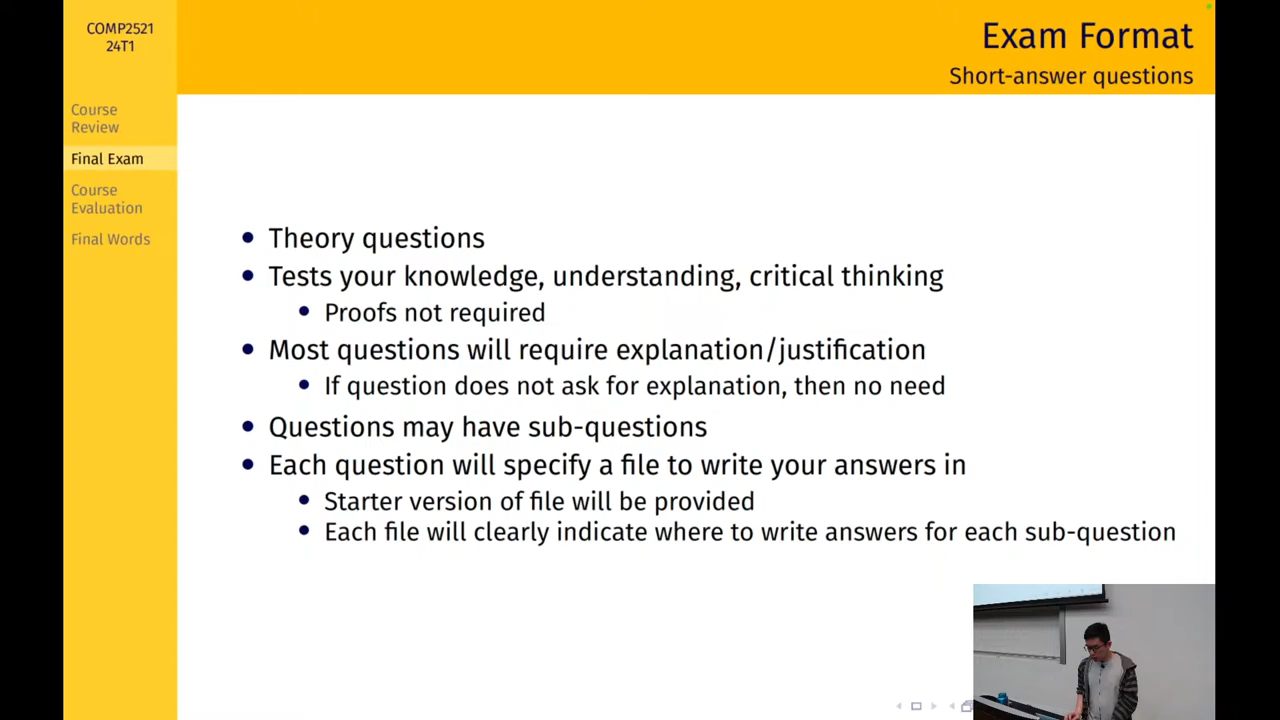 COMP2521
24T1
Course
Review
Final Exam
Course
Evaluation
Final Words
Exam Format
Short-answer questions
• Theory questions
• Tests your knowledge, understanding, critical thinking
• Proofs not required
• Most questions will require explanation/justification
• If question does not ask for explanation, then no need
• Questions may have sub-questions
• Each question will specify a file to write your answers in
• Starter version of file will be provided
• Each file will clearly indicate where to write answers for each sub-question